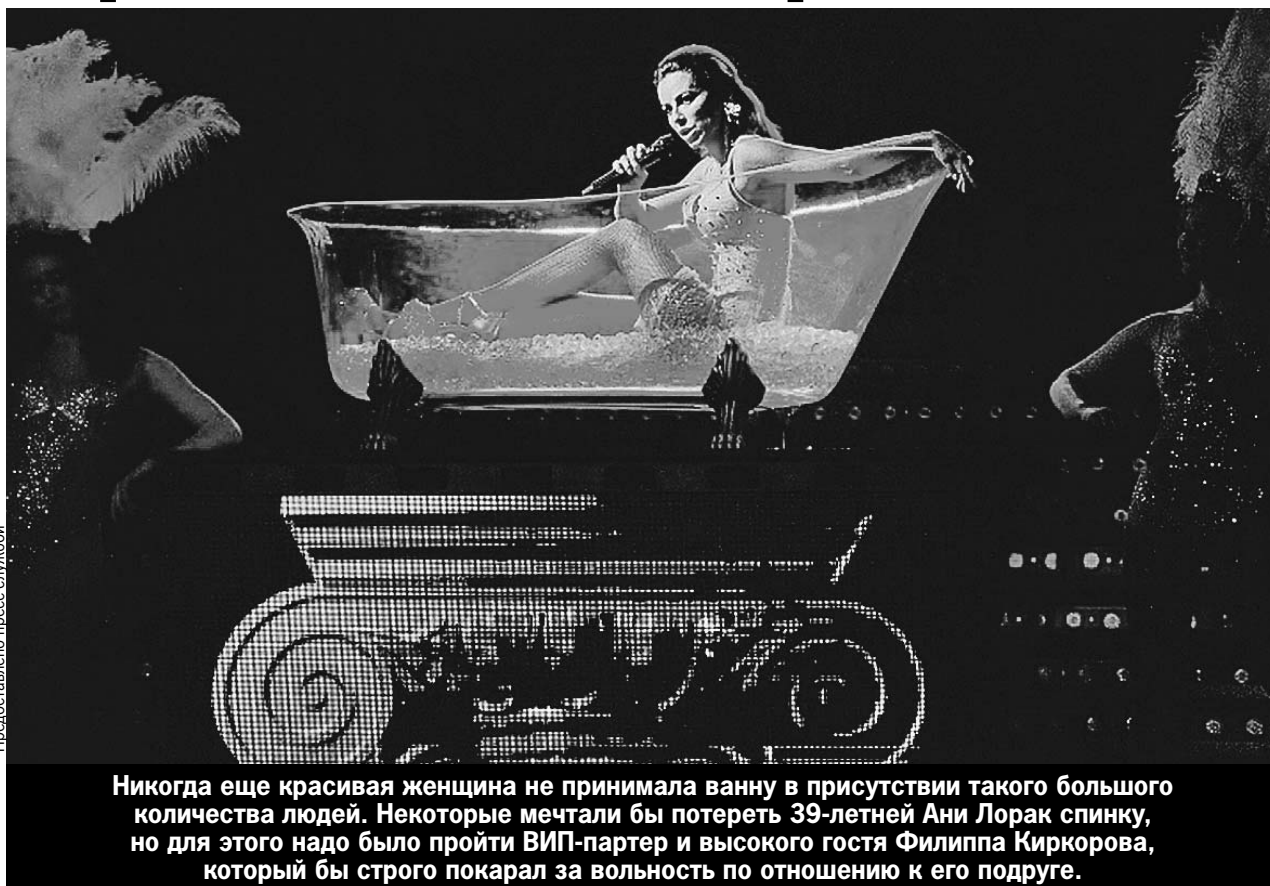 Никогда еще красивая женщина не принимала ванну в присутствии такого большого
количества людей. Некоторые мечтали бы потереть 39-летней Ани Лорак спинку,
но для этого надо было пройти ВИП-партер и высокого гостя Филиппа Киркорова,
который бы строго покарал за вольность по отношению к его подруге.